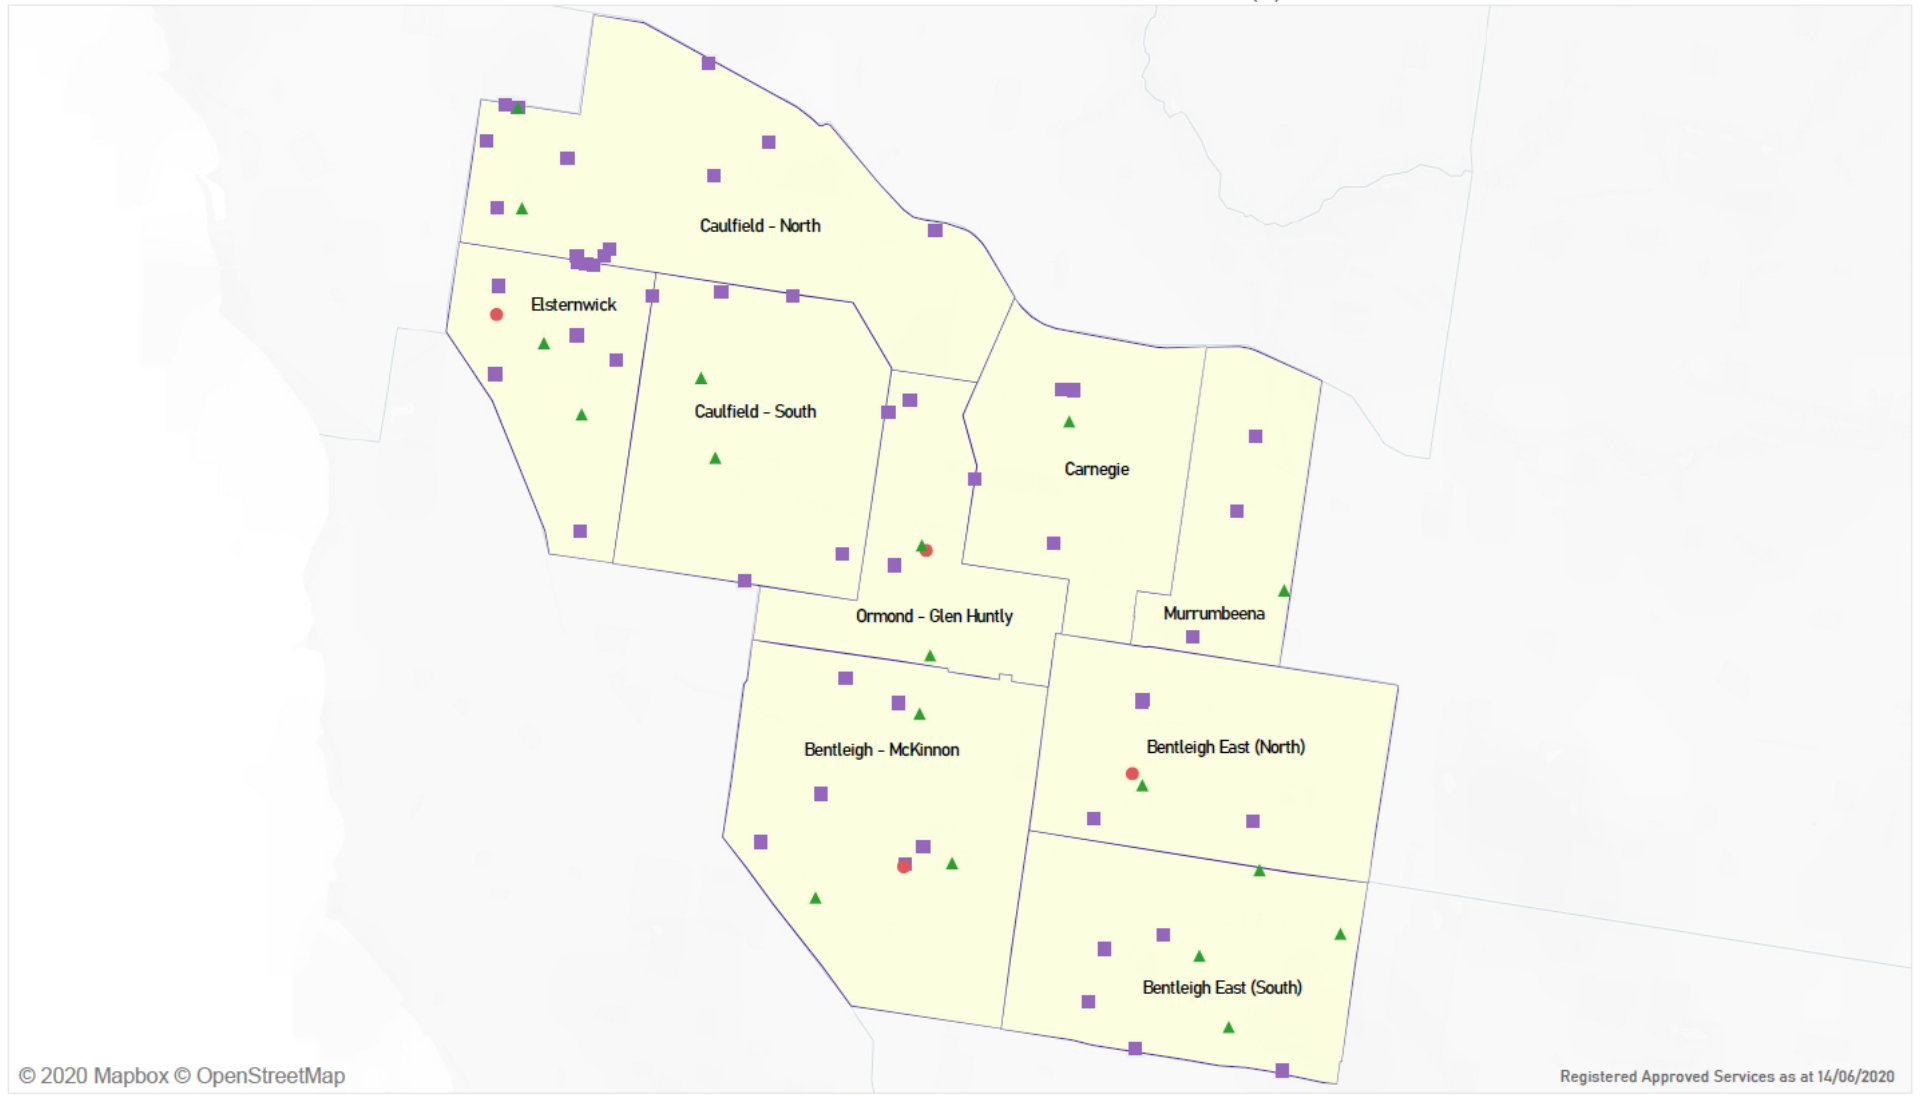 Caulfield - North
Elsternwick
Caulfield - South
Carnegie
Murrumbeena
Ormond - Glen Huntly
Bentleigh - McKinnon
Bentleigh East (North)
Bentleigh East (South)
© 2020 Mapbox © OpenStreetMap
Registered Approved Services as at 14/06/2020